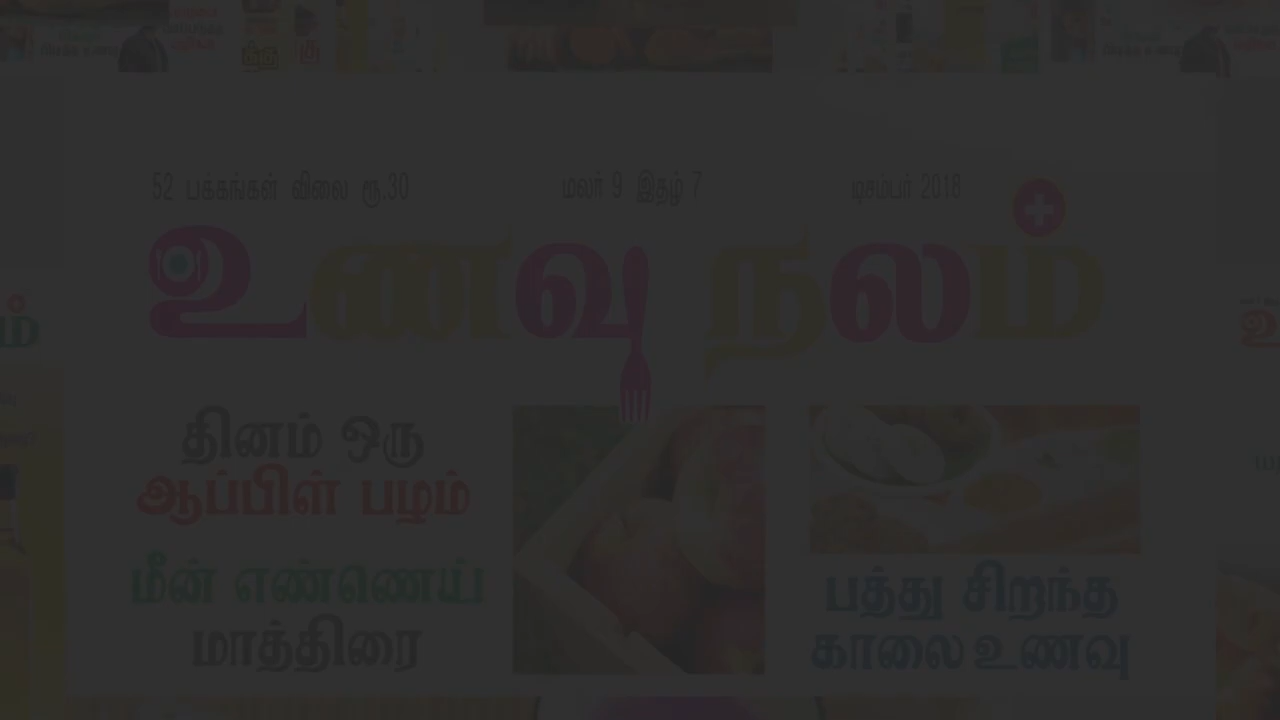 52 பக்கங்கள் விலை ரூ.30
மலர் 9 இதழ் 7
டிசம்பர் 2018
உணவு நலம்
தினம் ஒரு
ஆப்பிள் பழம்
மீன் எண்ணெய்
மாத்திரை
பத்து சிறந்த
காலை உணவு